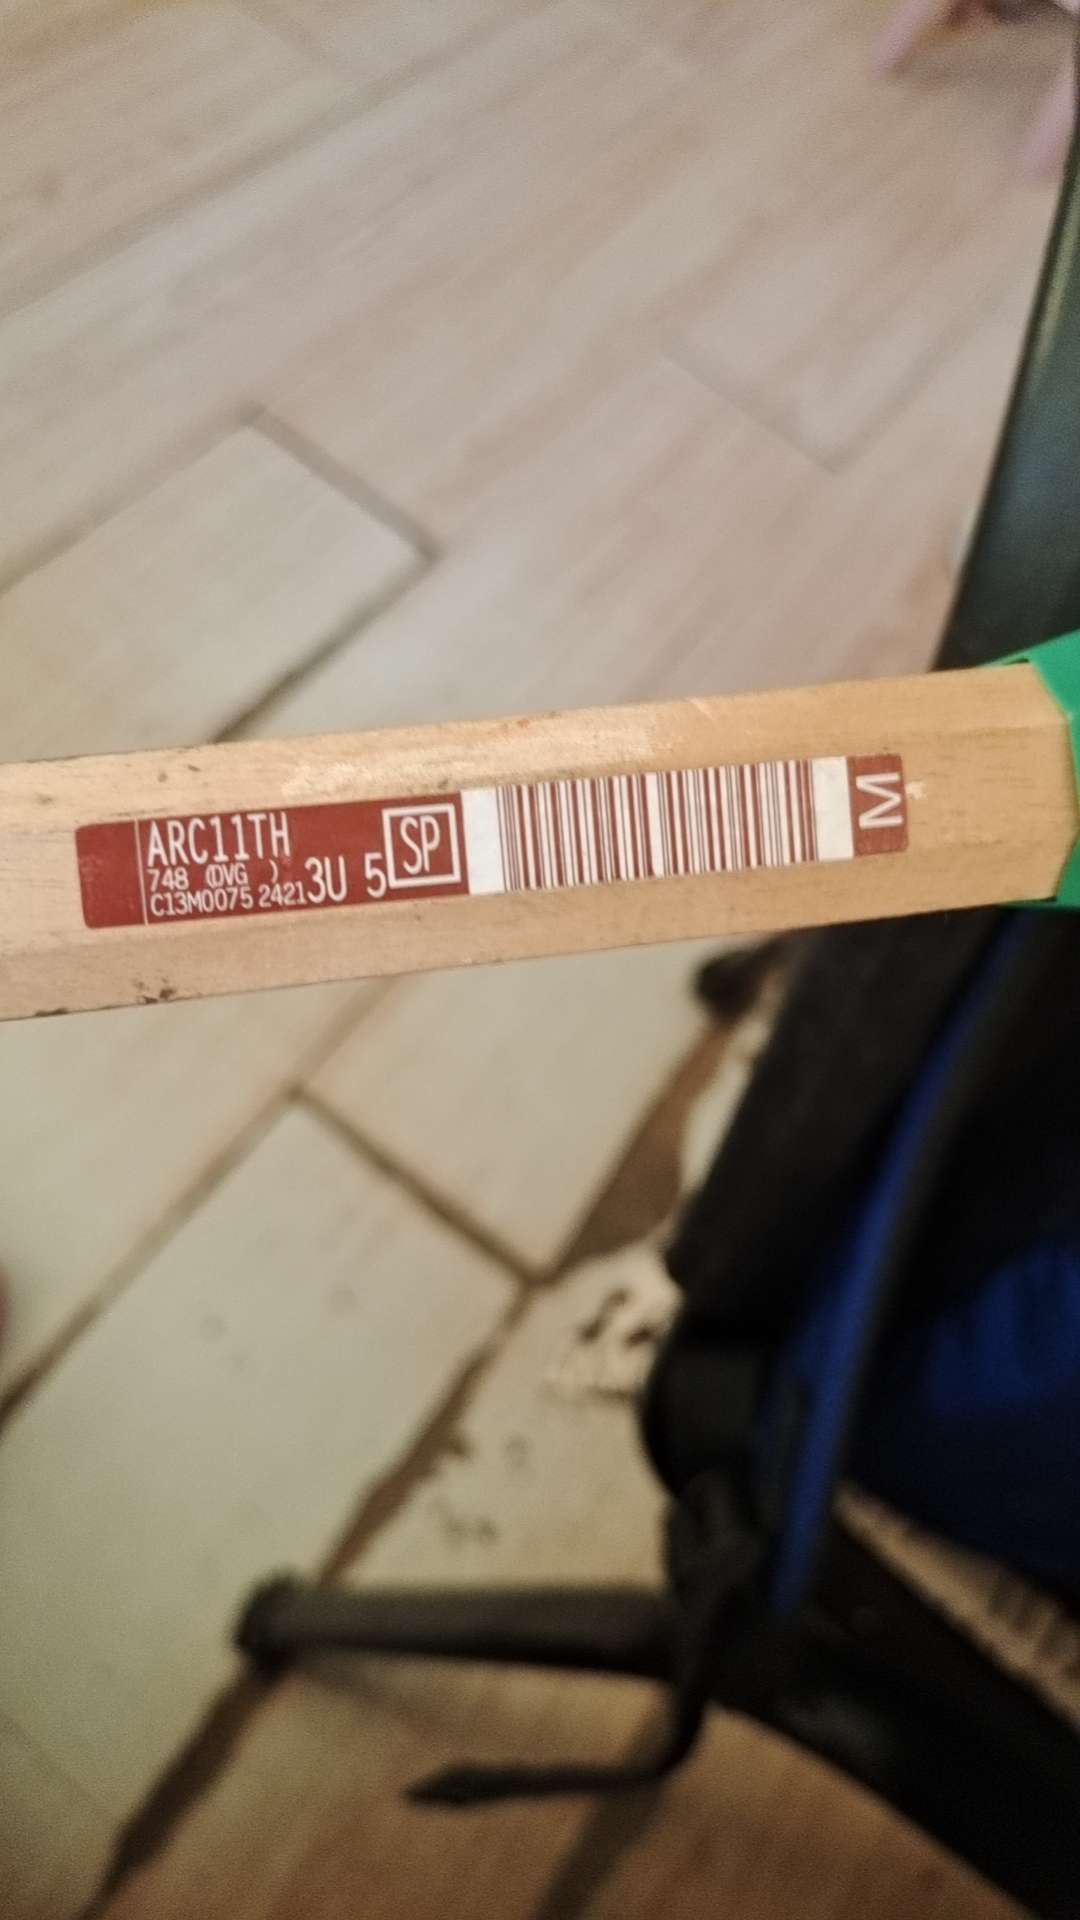 ARC11TH
748 (DVG )
C13M0075 2421 3U 5 SP
M